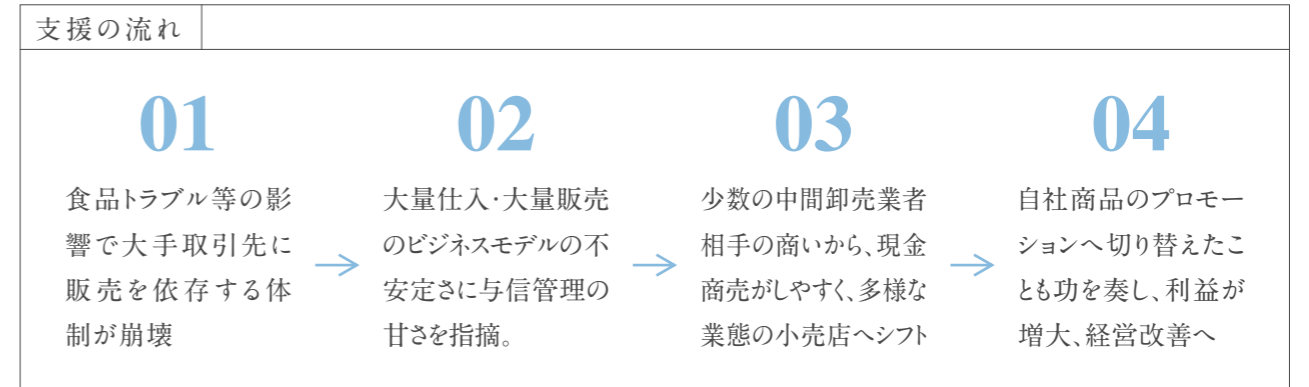 支援の流れ
01
食品トラブル等の影
響で大手取引先に
販売を依存する体
制が崩壊
02
大量仕入・大量販売
のビジネスモデルの不
安定さに与信管理の
甘さを指摘。
03
少数の中間卸売業者
相手の商いから、現金
商売がしやすく、多様な
業態の小売店へシフト
04
自社商品のプロモー
ションへ切り替えたこ
とも功を奏し、利益が
増大、経営改善へ